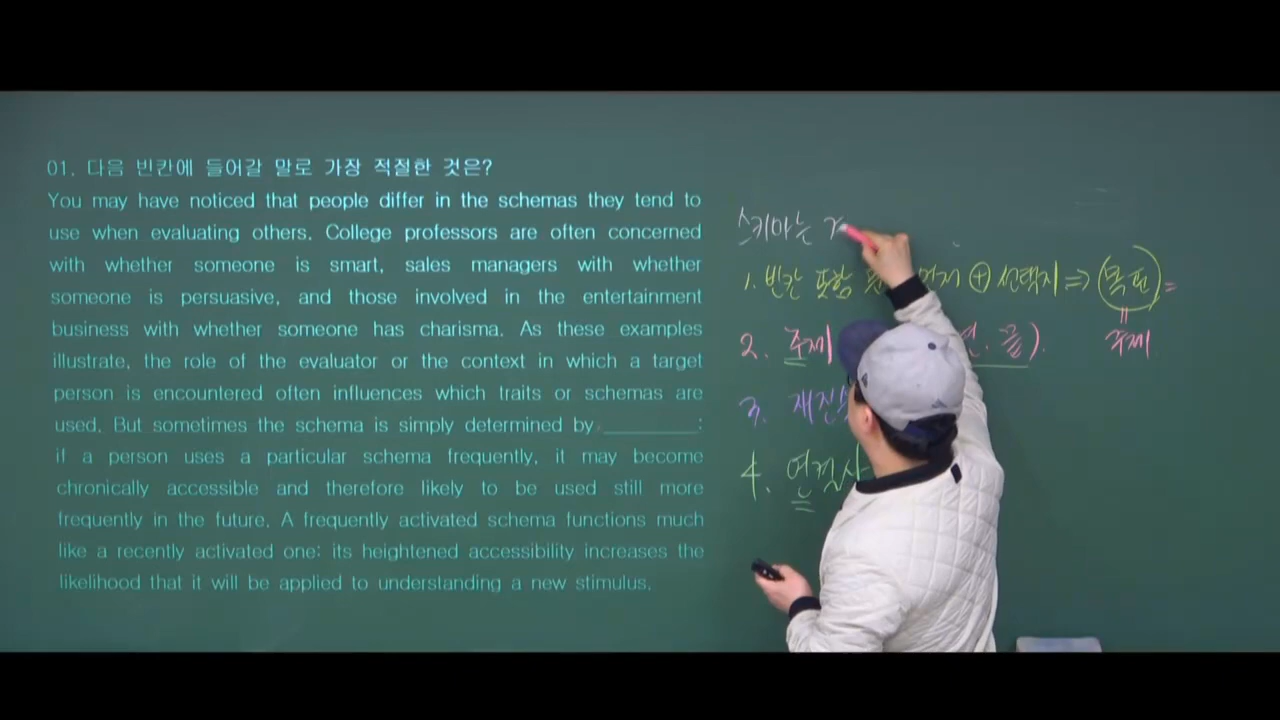 01. 다음 빈칸에 들어갈 말로 가장 적절한 것은?
You may have noticed that people differ in the schemas they tend to
use when evaluating others. College professors are often concerned
with whether someone is smart, sales managers with whether
someone is persuasive, and those involved in the entertainment
business with whether someone has charisma. As these examples
illustrate, the role of the evaluator or the context in which a target
person is encountered often influences which traits or schemas are
used. But sometimes the schema is simply determined by __________:
if a person uses a particular schema frequently, it may become
chronically accessible and therefore likely to be used still more
frequently in the future. A frequently activated schema functions much
like a recently activated one: its heightened accessibility increases the
likelihood that it will be applied to understanding a new stimulus.
스키마는
1. 빈칸 포함 ⊕ 선택지 ⇒
= 
2. 주제 끝).
주제
3. 재진
4. 연결사